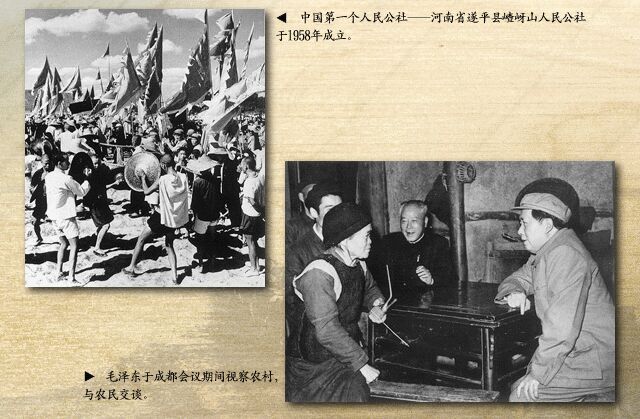 ◀ 中国第一个人民公社——河南省遂平县嵖岈山人民公社
于1958年成立。
▶ 毛泽东于成都会议期间视察农村，
与农民交谈。